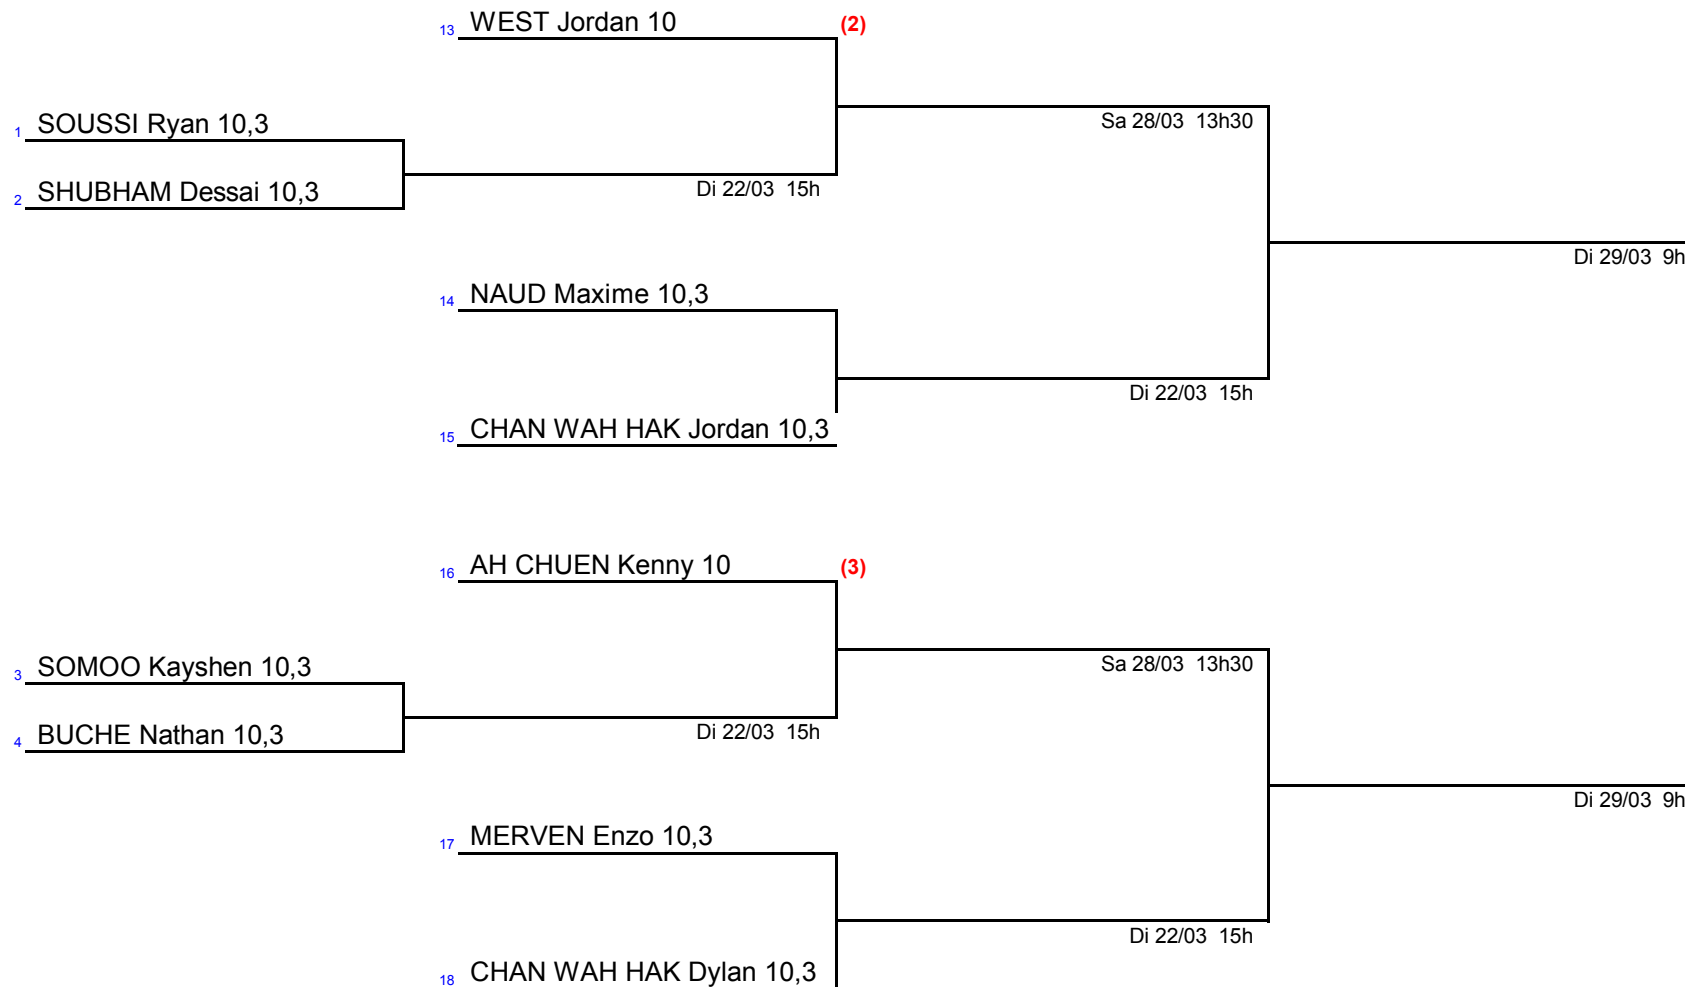 13 WEST Jordan 10 (2)
1 SOUSSI Ryan 10,3
Sa 28/03 13h30
2 SHUBHAM Dessai 10,3
Di 22/03 15h
Di 29/03 9h
14 NAUD Maxime 10,3
Di 22/03 15h
15 CHAN WAH HAK Jordan 10,3
16 AH CHUEN Kenny 10 (3)
3 SOMOO Kayshen 10,3
Sa 28/03 13h30
4 BUCHE Nathan 10,3
Di 22/03 15h
Di 29/03 9h
17 MERVEN Enzo 10,3
Di 22/03 15h
18 CHAN WAH HAK Dylan 10,3